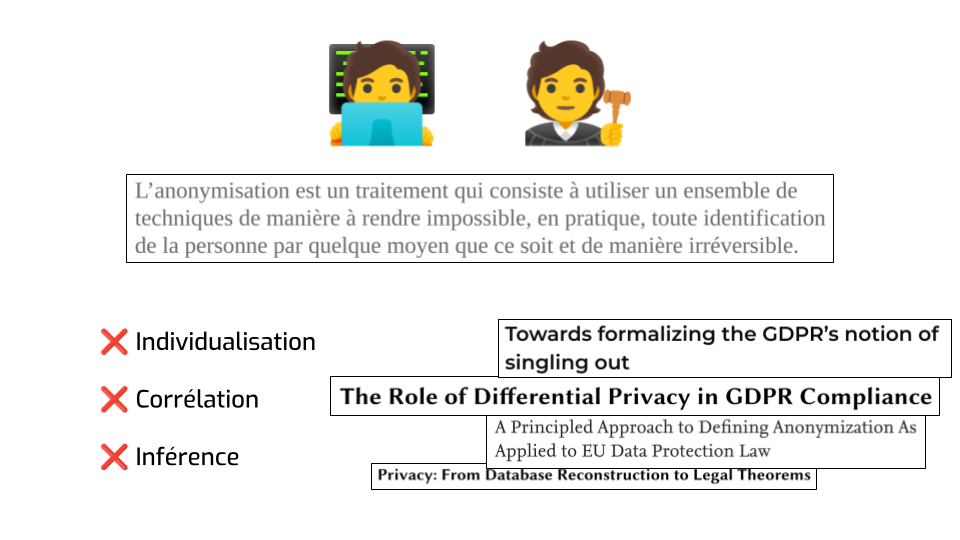 L’anonymisation est un traitement qui consiste à utiliser un ensemble de
techniques de manière à rendre impossible, en pratique, toute identification
de la personne par quelque moyen que ce soit et de manière irréversible.
❌ Individualisation
❌ Corrélation
❌ Inférence
Towards formalizing the GDPR’s notion of
singling out
The Role of Differential Privacy in GDPR Compliance
A Principled Approach to Defining Anonymization As
Applied to EU Data Protection Law
Privacy: From Database Reconstruction to Legal Theorems